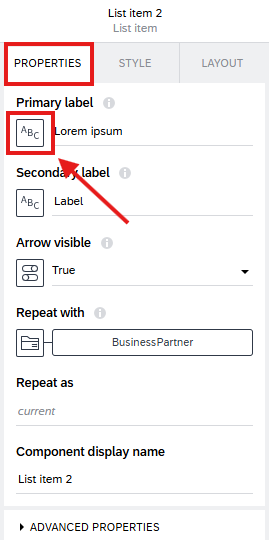 List item 2
List item
PROPERTIES STYLE LAYOUT
Primary label i
ABC Lorem ipsum
Secondary label i
ABC Label
Arrow visible i
True
Repeat with i
BusinessPartner
Repeat as
current
Component display name
List item 2
ADVANCED PROPERTIES